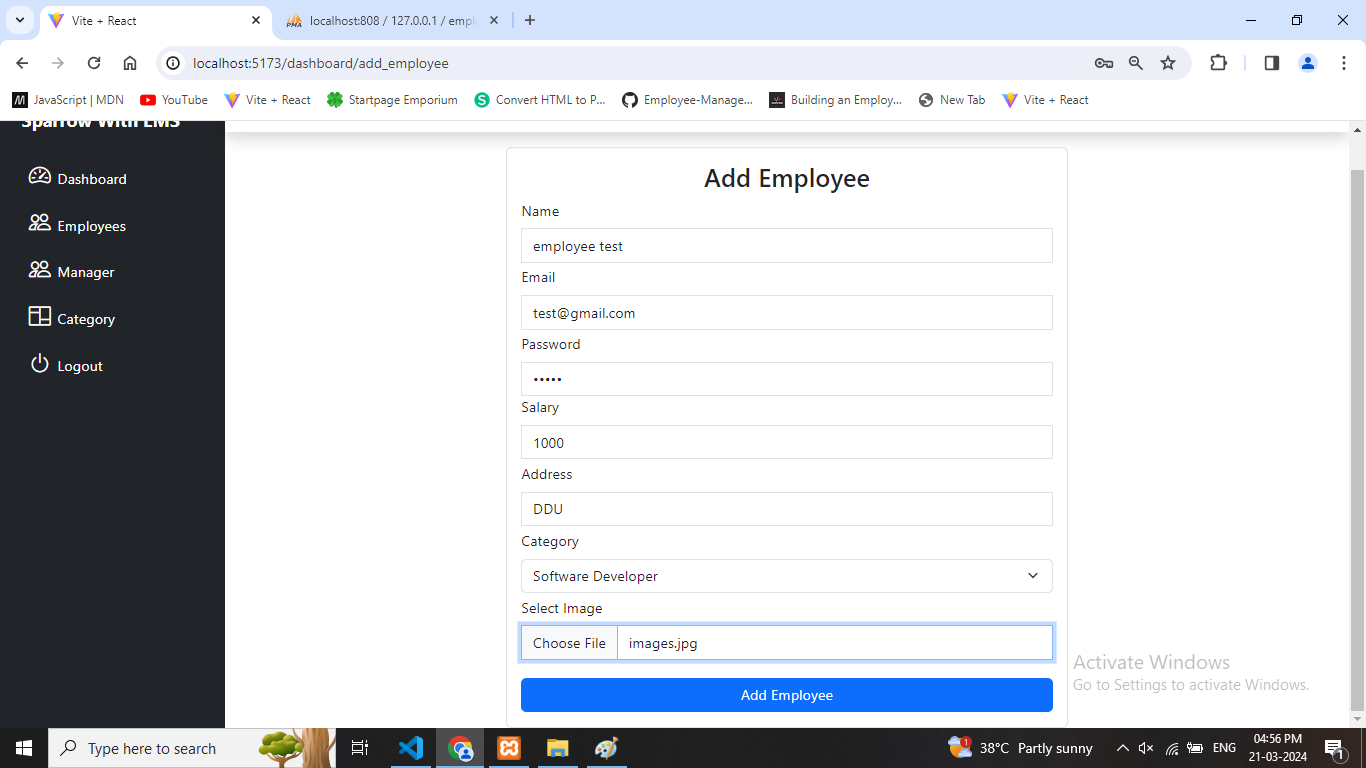 Vite + React
localhost:808 / 127.0.0.1 / empl
localhost:5173/dashboard/add_employee
JavaScript | MDN
YouTube
Vite + React
Startpage Emporium
Convert HTML to P...
Employee-Manage...
Building an Employ...
New Tab
Vite + React
Sparrow With EMS
Dashboard
Employees
Manager
Category
Logout
Add Employee
Name
employee test
Email
test@gmail.com
Password
•••••
Salary
1000
Address
DDU
Category
Software Developer
Select Image
Choose File images.jpg
Add Employee
Activate Windows
Go to Settings to activate Windows.
Type here to search
1
38°C Partly sunny
ENG
04:56 PM
21-03-2024
1